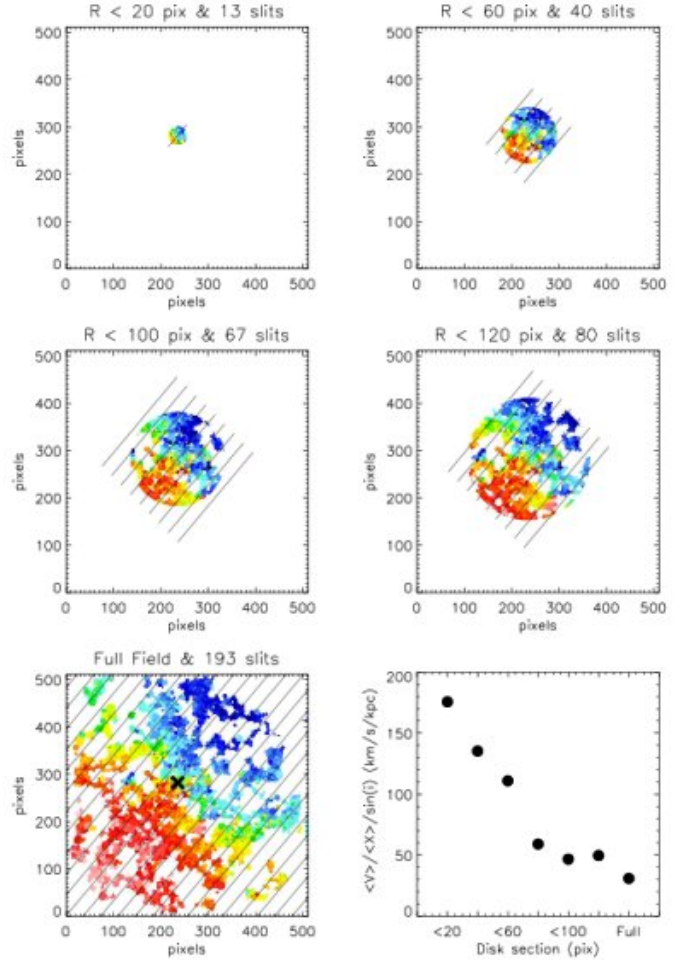 R < 20 pix & 13 slits
R < 60 pix & 40 slits
500
400
300
200
100
0
pixels
0 100 200 300 400 500
pixels
500
400
300
200
100
0
pixels
0 100 200 300 400 500
pixels
R < 100 pix & 67 slits
R < 120 pix & 80 slits
500
400
300
200
100
0
pixels
0 100 200 300 400 500
pixels
500
400
300
200
100
0
pixels
0 100 200 300 400 500
pixels
Full Field & 193 slits
500
400
300
200
100
0
pixels
0 100 200 300 400 500
pixels
200
150
100
50
0
<V>/<X>/sin(i) (km/s/kpc)
<20 <60 <100 Full
Disk section (pix)